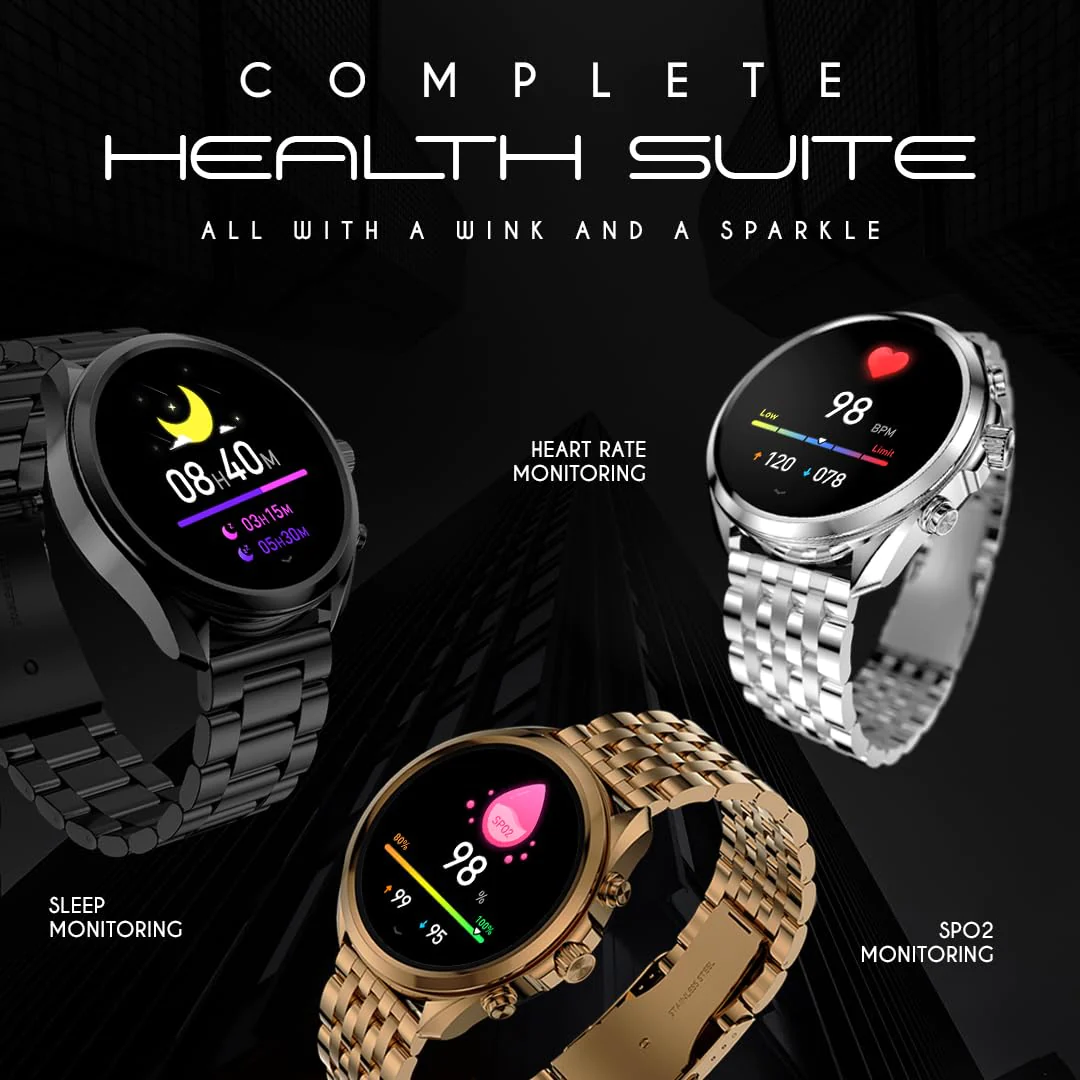 COMPLETE
HEALTH SUITE
ALL WITH A WINK AND A SPARKLE
08H40M
03H15M
05H30M
HEART RATE
MONITORING
98 BPM
Low
Limit
120 078
SPO2
80%
98 %
100%
99 95
STAINLESS STEEL
SLEEP
MONITORING
SPO2
MONITORING